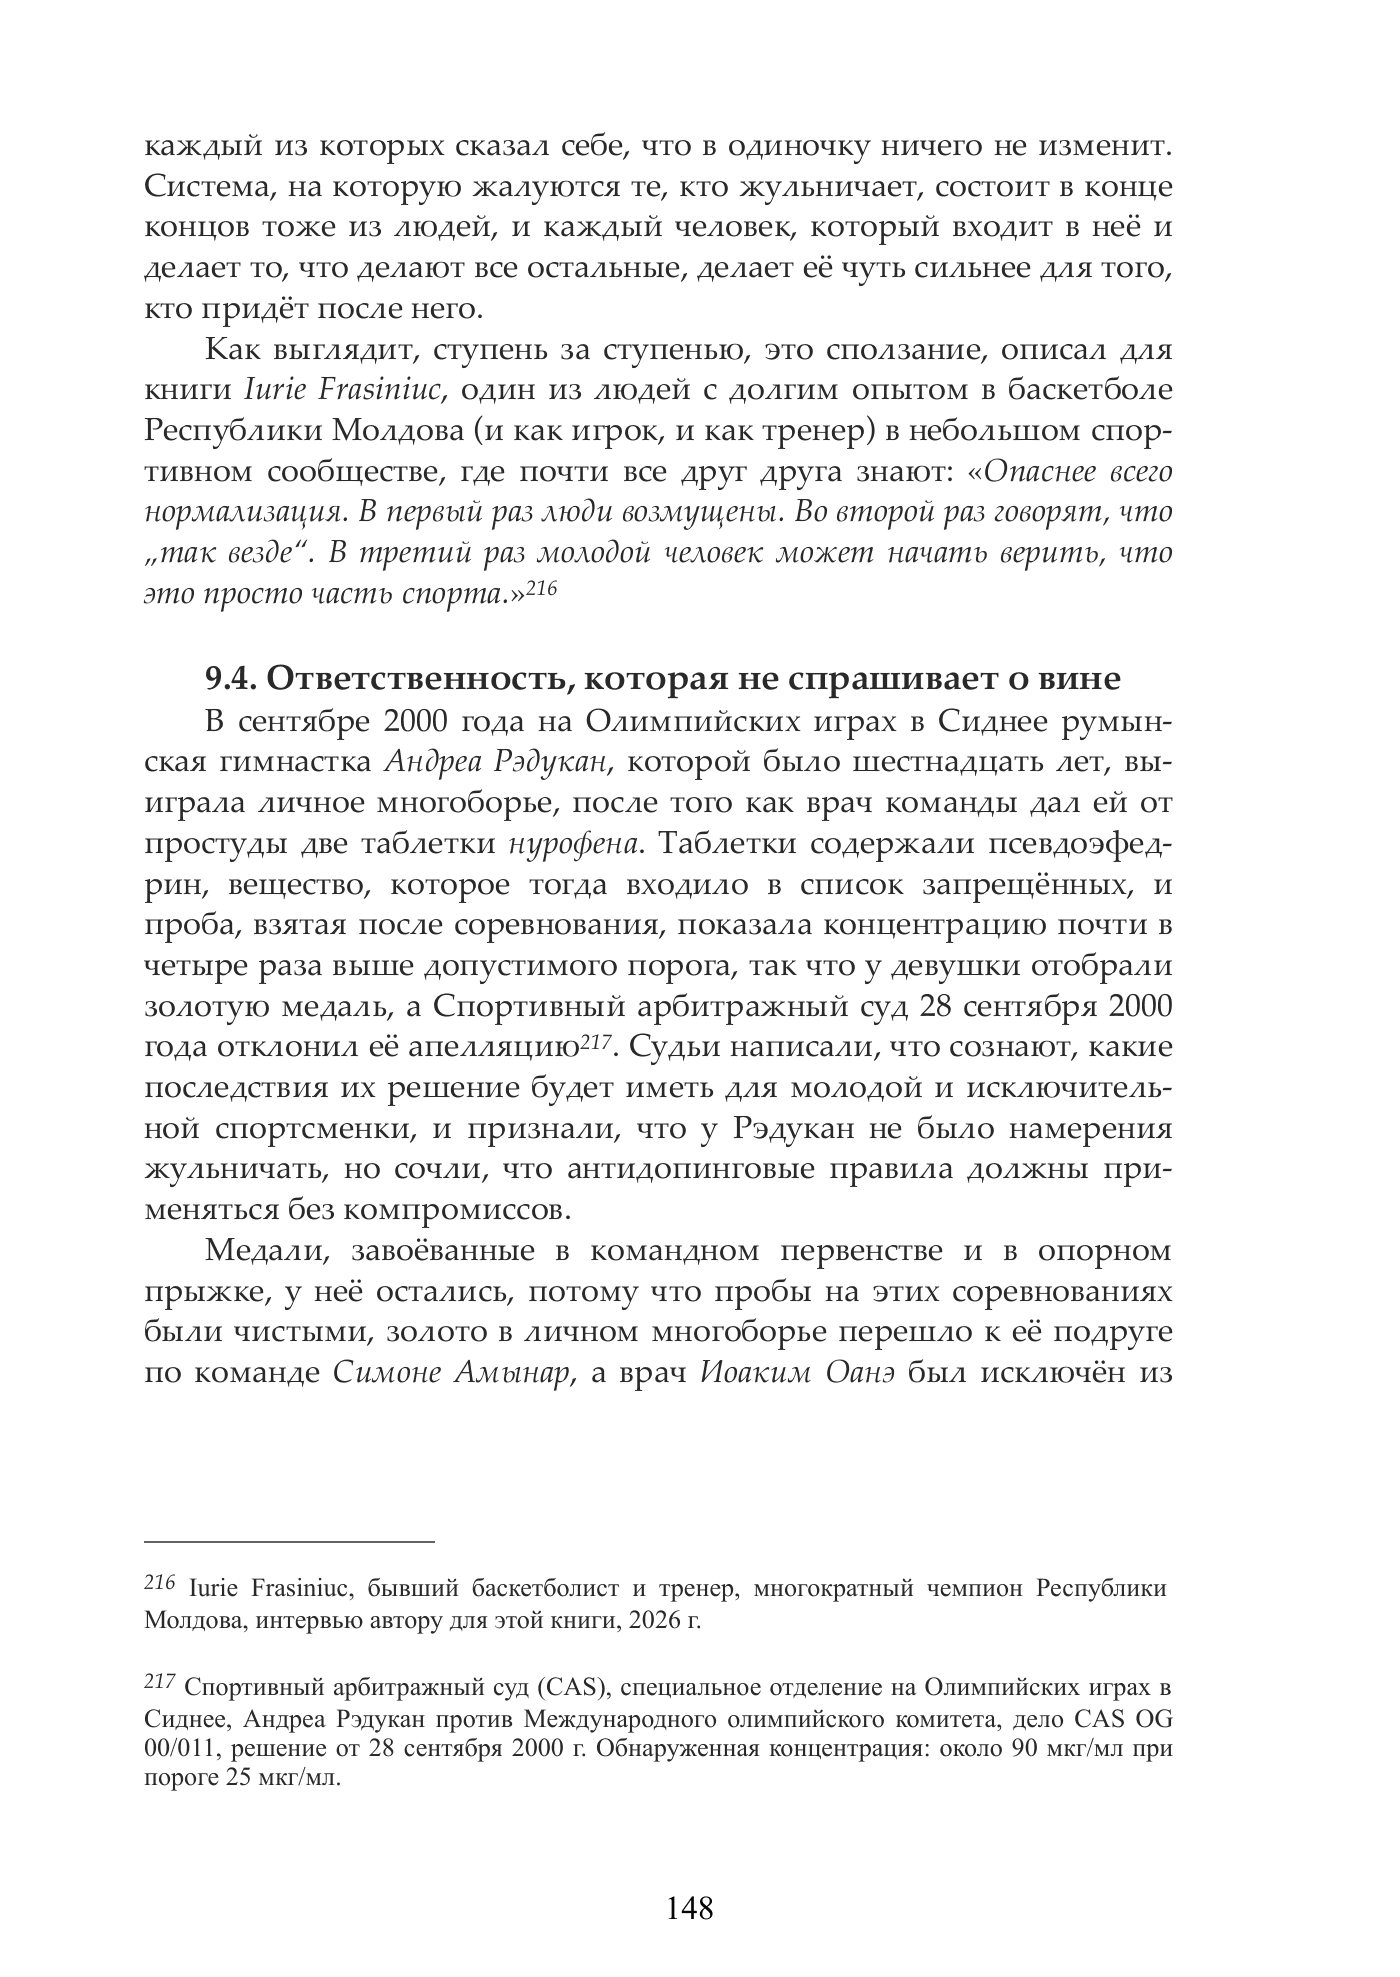 каждый из которых сказал себе, что в одиночку ничего не изменит.
Система, на которую жалуются те, кто жульничает, состоит в конце
концов тоже из людей, и каждый человек, который входит в неё и
делает то, что делают все остальные, делает её чуть сильнее для того,
кто придёт после него.
Как выглядит, ступень за ступенью, это сползание, описал для
книги Iurie Frasiniuc, один из людей с долгим опытом в баскетболе
Республики Молдова (и как игрок, и как тренер) в небольшом спор-
тивном сообществе, где почти все друг друга знают: «Опаснее всего
нормализация. В первый раз люди возмущены. Во второй раз говорят, что
„так везде“. В третий раз молодой человек может начать верить, что
это просто часть спорта.»216
9.4. Ответственность, которая не спрашивает о вине
В сентябре 2000 года на Олимпийских играх в Сиднее румын-
ская гимнастка Андреа Рэдукан, которой было шестнадцать лет, вы-
играла личное многоборье, после того как врач команды дал ей от
простуды две таблетки нурофена. Таблетки содержали псевдоэфед-
рин, вещество, которое тогда входило в список запрещённых, и
проба, взятая после соревнования, показала концентрацию почти в
четыре раза выше допустимого порога, так что у девушки отобрали
золотую медаль, а Спортивный арбитражный суд 28 сентября 2000
года отклонил её апелляцию217. Судьи написали, что сознают, какие
последствия их решение будет иметь для молодой и исключитель-
ной спортсменки, и признали, что у Рэдукан не было намерения
жульничать, но сочли, что антидопинговые правила должны при-
меняться без компромиссов.
Медали, завоёванные в командном первенстве и в опорном
прыжке, у неё остались, потому что пробы на этих соревнованиях
были чистыми, золото в личном многоборье перешло к её подруге
по команде Симоне Амынар, а врач Иоаким Оанэ был исключён из
216 Iurie Frasiniuc, бывший баскетболист и тренер, многократный чемпион Республики
Молдова, интервью автору для этой книги, 2026 г.
217 Спортивный арбитражный суд (CAS), специальное отделение на Олимпийских играх в
Сиднее, Андреа Рэдукан против Международного олимпийского комитета, дело CAS OG
00/011, решение от 28 сентября 2000 г. Обнаруженная концентрация: около 90 мкг/мл при
пороге 25 мкг/мл.
148